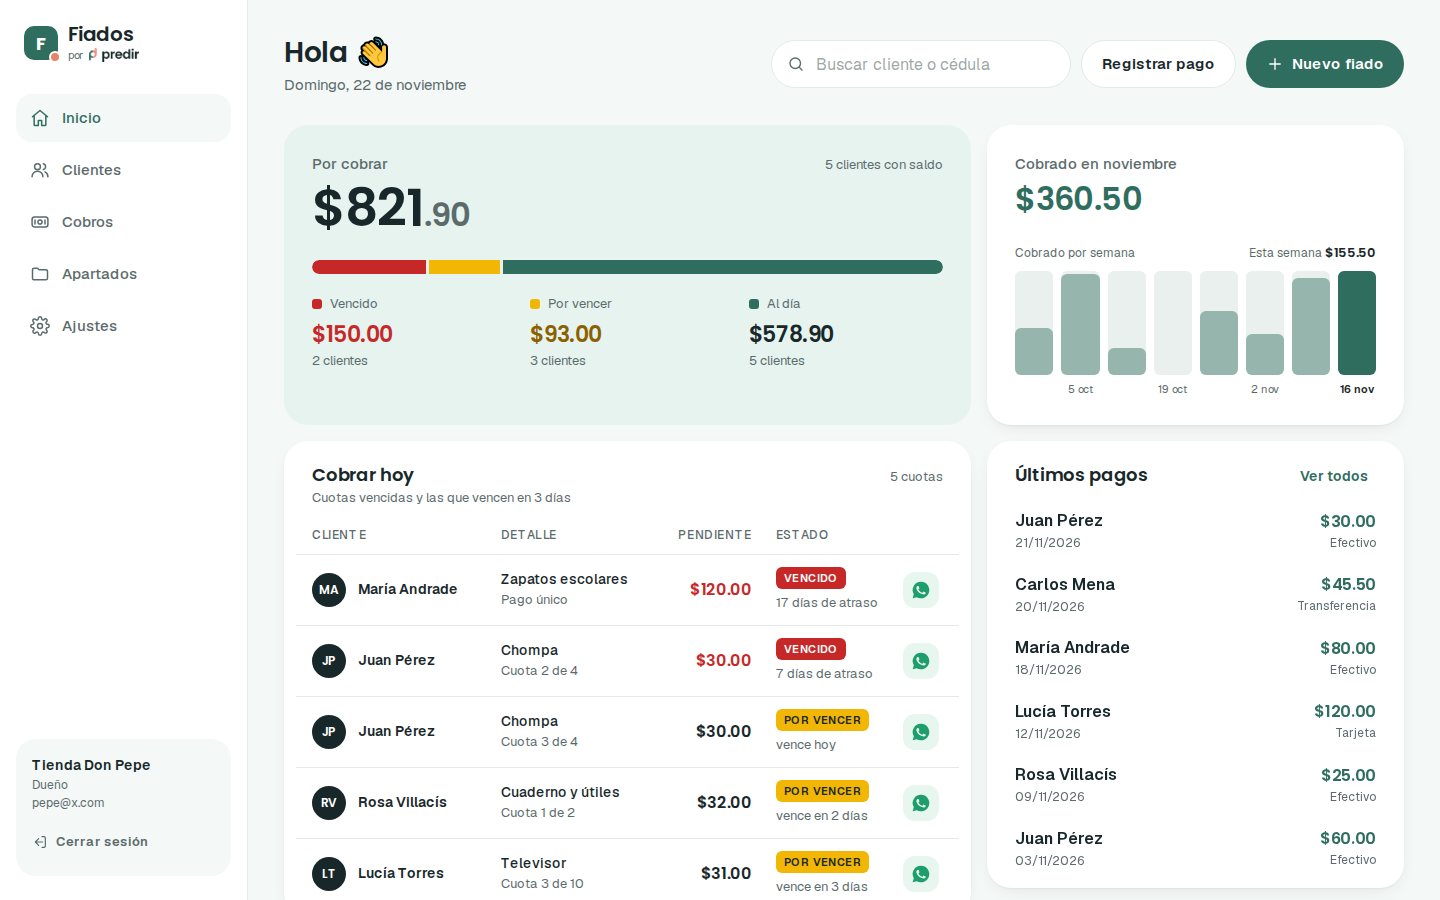 F
Fiados
por predir
Inicio
Clientes
Cobros
Apartados
Ajustes
Tienda Don Pepe
Dueño
pepe@x.com
Cerrar sesión
Hola 👋
Domingo, 22 de noviembre
Buscar cliente o cédula
Registrar pago
+ Nuevo fiado
Por cobrar
5 clientes con saldo
$821.90
Vencido
$150.00
2 clientes
Por vencer
$93.00
3 clientes
Al día
$578.90
5 clientes
Cobrado en noviembre
$360.50
Cobrado por semana
Esta semana $155.50
5 oct
19 oct
2 nov
16 nov
Cobrar hoy
5 cuotas
Cuotas vencidas y las que vencen en 3 días
CLIENTE DETALLE PENDIENTE ESTADO
MA María Andrade
Zapatos escolares
Pago único
$120.00
VENCIDO
17 días de atraso
JP Juan Pérez
Chompa
Cuota 2 de 4
$30.00
VENCIDO
7 días de atraso
JP Juan Pérez
Chompa
Cuota 3 de 4
$30.00
POR VENCER
vence hoy
RV Rosa Villacís
Cuaderno y útiles
Cuota 1 de 2
$32.00
POR VENCER
vence en 2 días
LT Lucía Torres
Televisor
Cuota 3 de 10
$31.00
POR VENCER
vence en 3 días
Últimos pagos
Ver todos
Juan Pérez $30.00
21/11/2026 Efectivo
Carlos Mena $45.50
20/11/2026 Transferencia
María Andrade $80.00
18/11/2026 Efectivo
Lucía Torres $120.00
12/11/2026 Tarjeta
Rosa Villacís $25.00
09/11/2026 Efectivo
Juan Pérez $60.00
03/11/2026 Efectivo